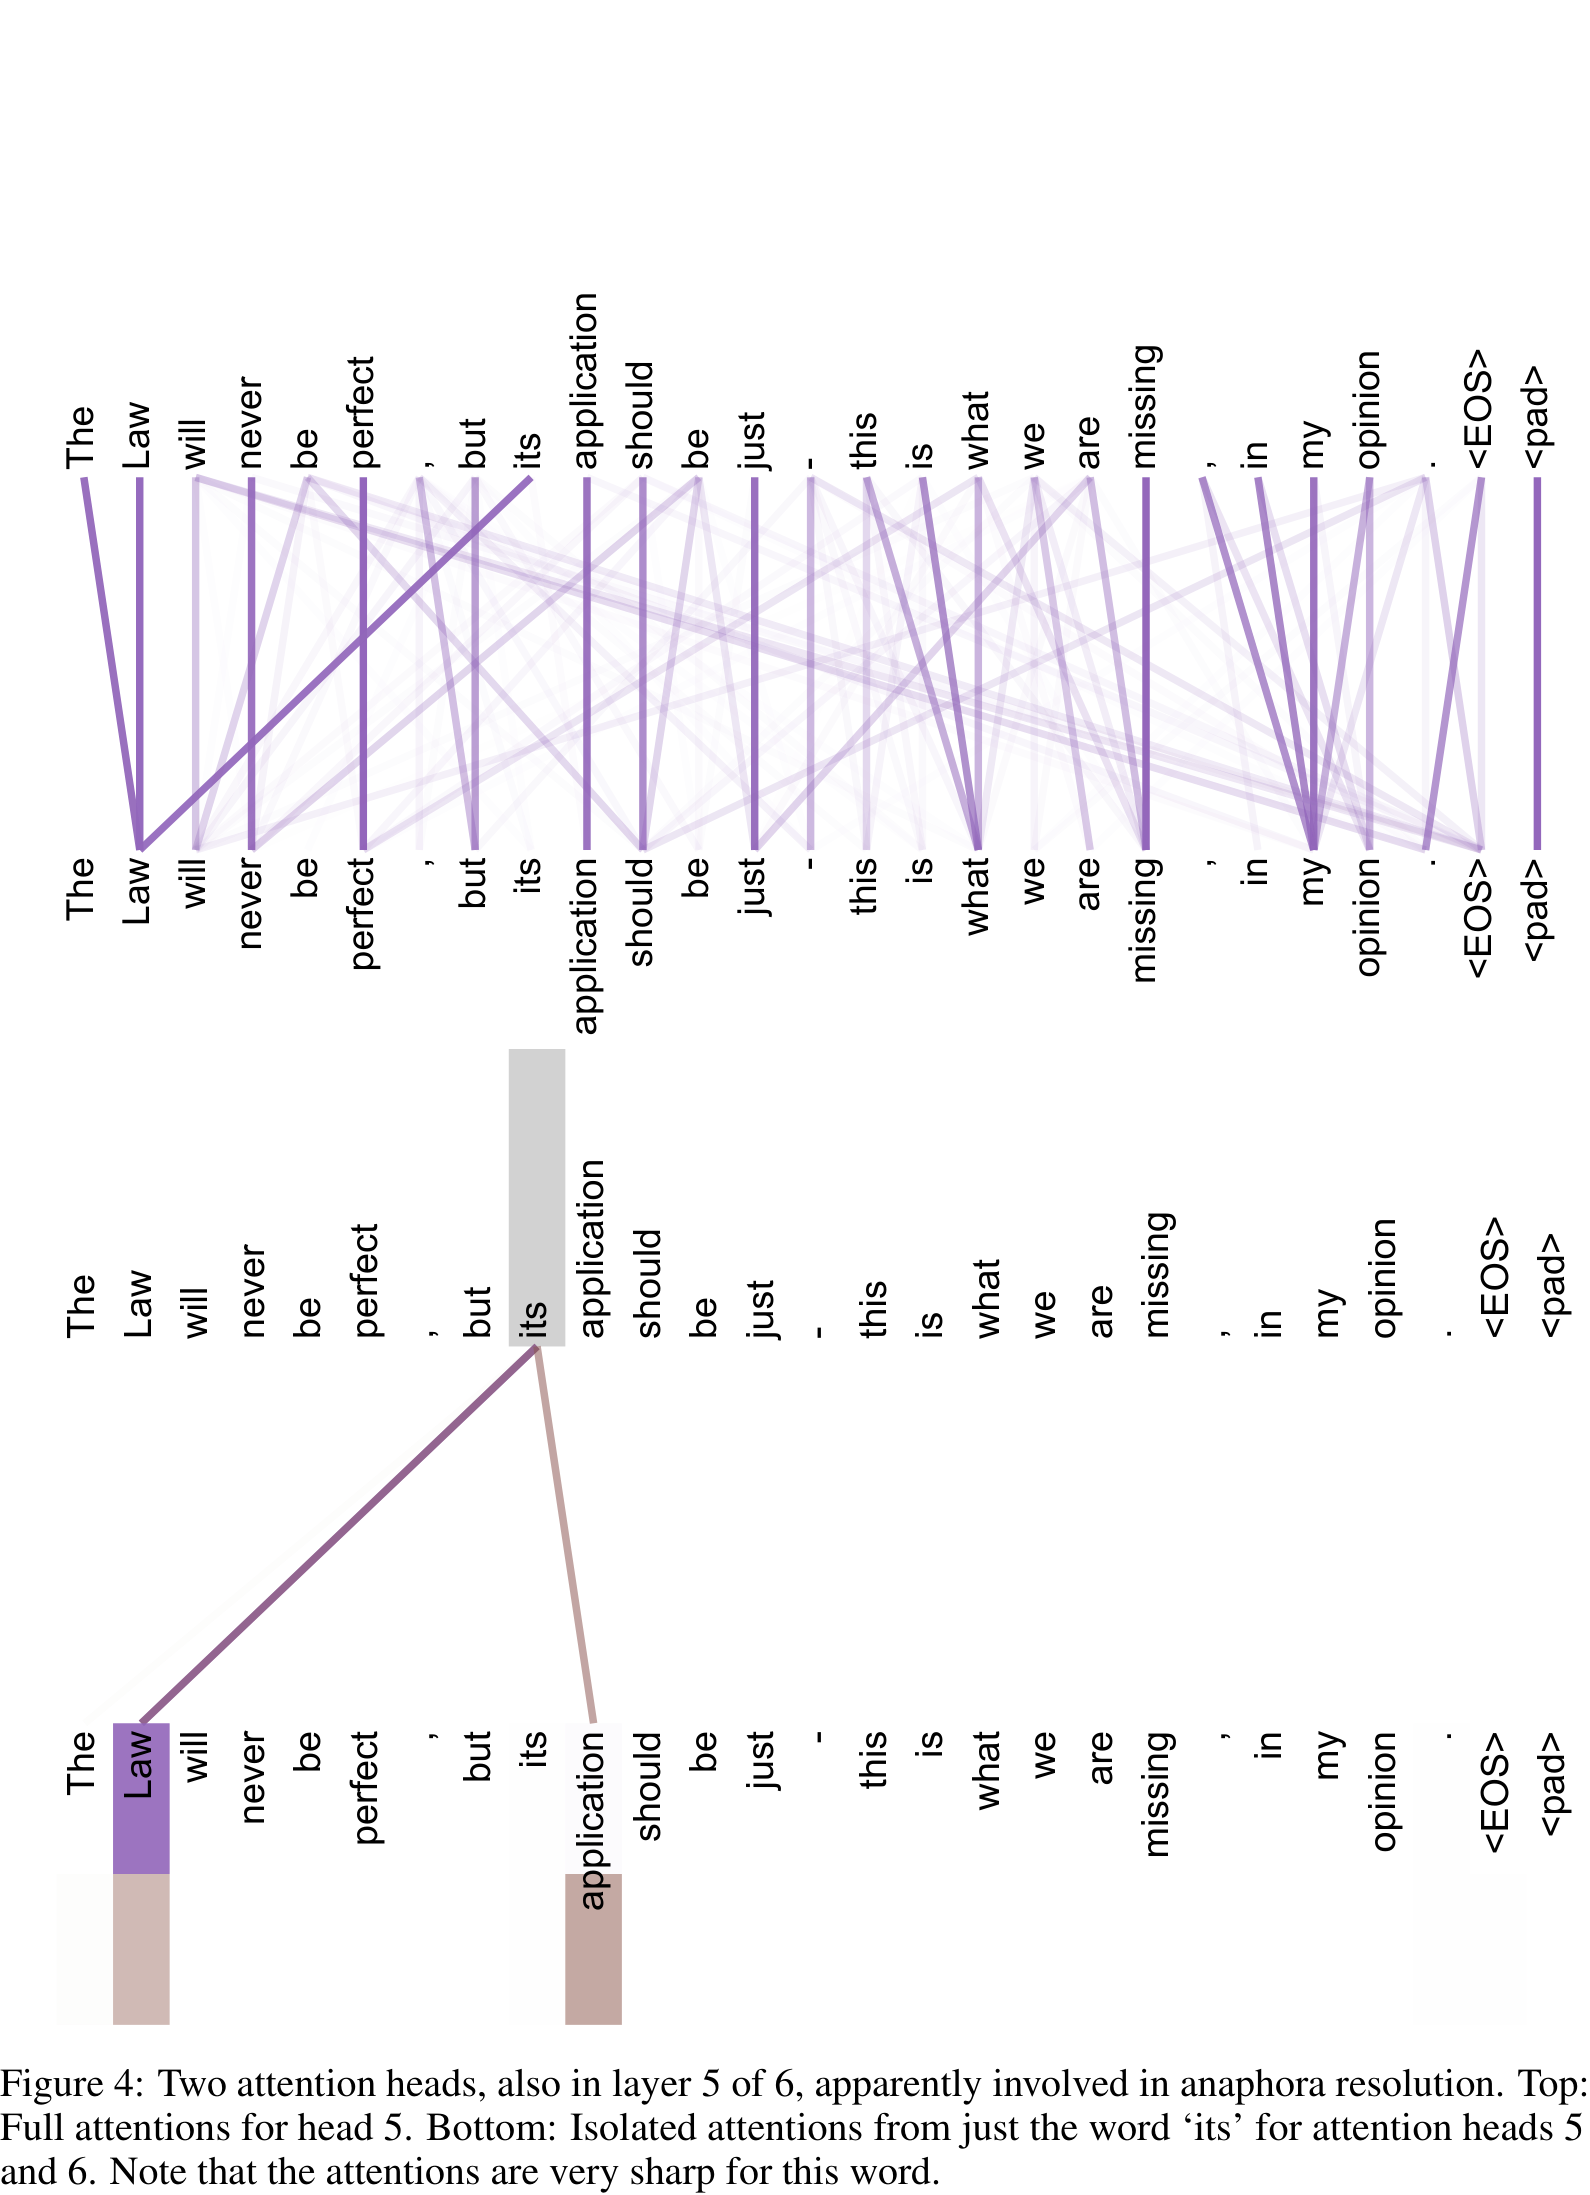 The Law will never be perfect , but its application should be just - this is what we are missing , in my opinion . <EOS> <pad>
The Law will never be perfect , but its application should be just - this is what we are missing , in my opinion . <EOS> <pad>
The Law will never be perfect , but its application should be just - this is what we are missing , in my opinion . <EOS> <pad>
The Law will never be perfect , but its application should be just - this is what we are missing , in my opinion . <EOS> <pad>
Figure 4: Two attention heads, also in layer 5 of 6, apparently involved in anaphora resolution. Top:
Full attentions for head 5. Bottom: Isolated attentions from just the word ‘its’ for attention heads 5
and 6. Note that the attentions are very sharp for this word.